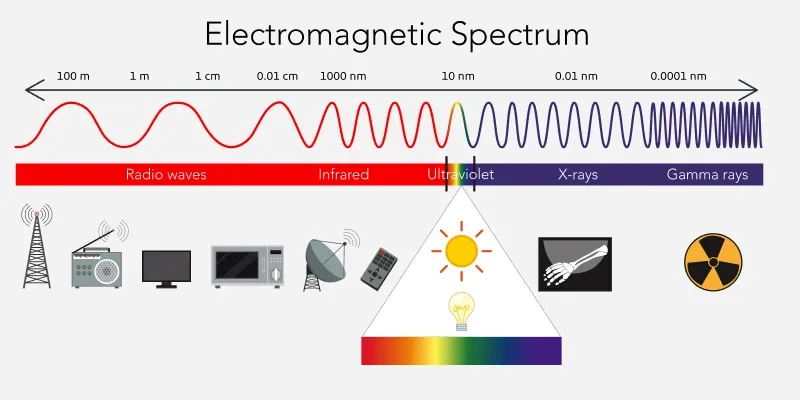 Electromagnetic Spectrum
100 m 1 m 1 cm 0.01 cm 1000 nm 10 nm 0.01 nm 0.0001 nm
Radio waves Infrared Ultraviolet X-rays Gamma rays